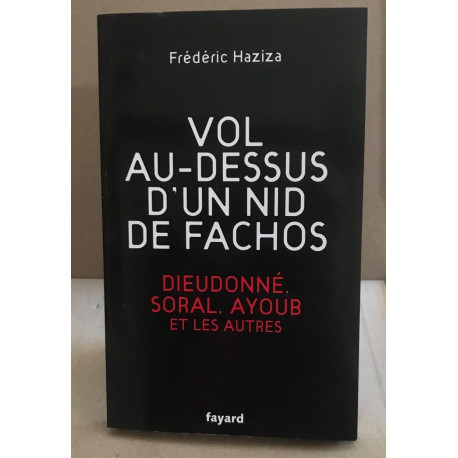 Frédéric Haziza
VOL
AU-DESSUS
D'UN NID
DE FACHOS
DIEUDONNÉ,
SORAL, AYOUB
ET LES AUTRES
fayard